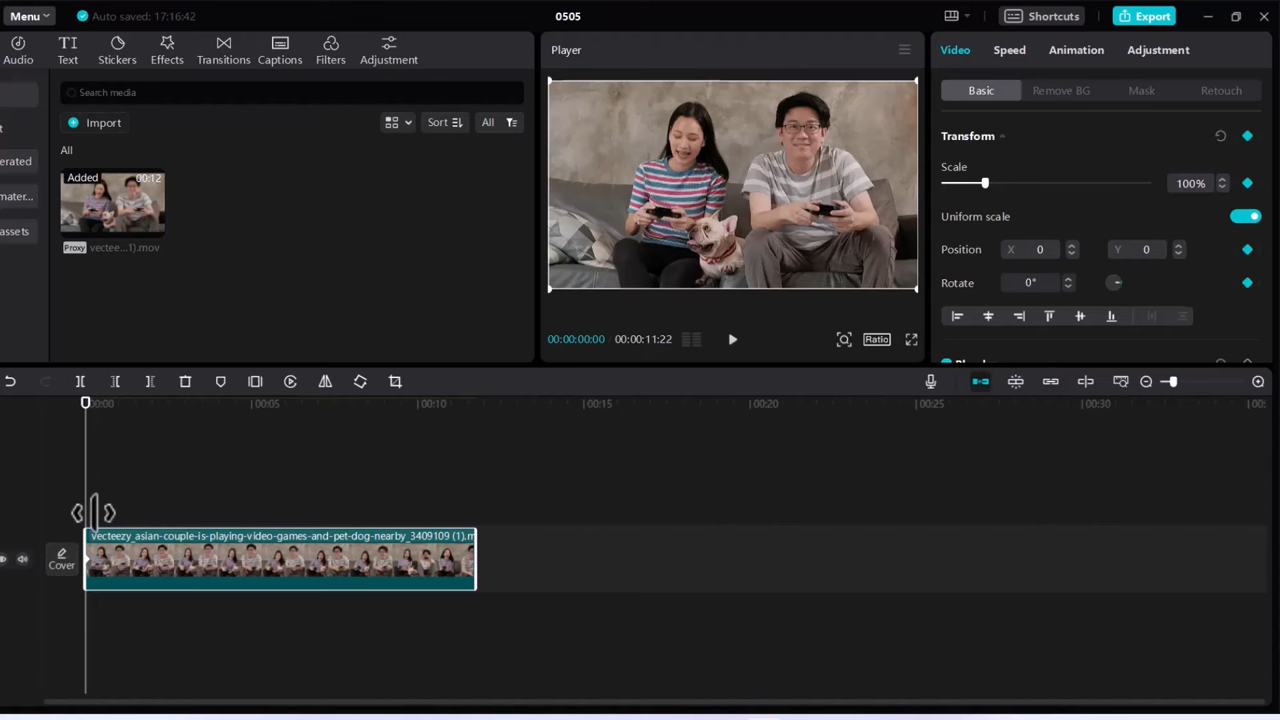 Menu
Auto saved: 17:16:42
0505
Shortcuts
Export
Audio
Text
Stickers
Effects
Transitions
Captions
Filters
Adjustment
Search media
Import
Sort
All
All
Added
00:12
Proxy
vectee...1).mov
t
erated
mater...
assets
Player
00:00:00:00
00:00:11:22
Ratio
Video
Speed
Animation
Adjustment
Basic
Remove BG
Mask
Retouch
Transform
Scale
100%
Uniform scale
Position
X 0
Y 0
Rotate
0°
00:00
00:05
00:10
00:15
00:20
00:25
00:30
00:
Cover
vecteezy_asian-couple-is-playing-video-games-and-pet-dog-nearby_3409109 (1).m